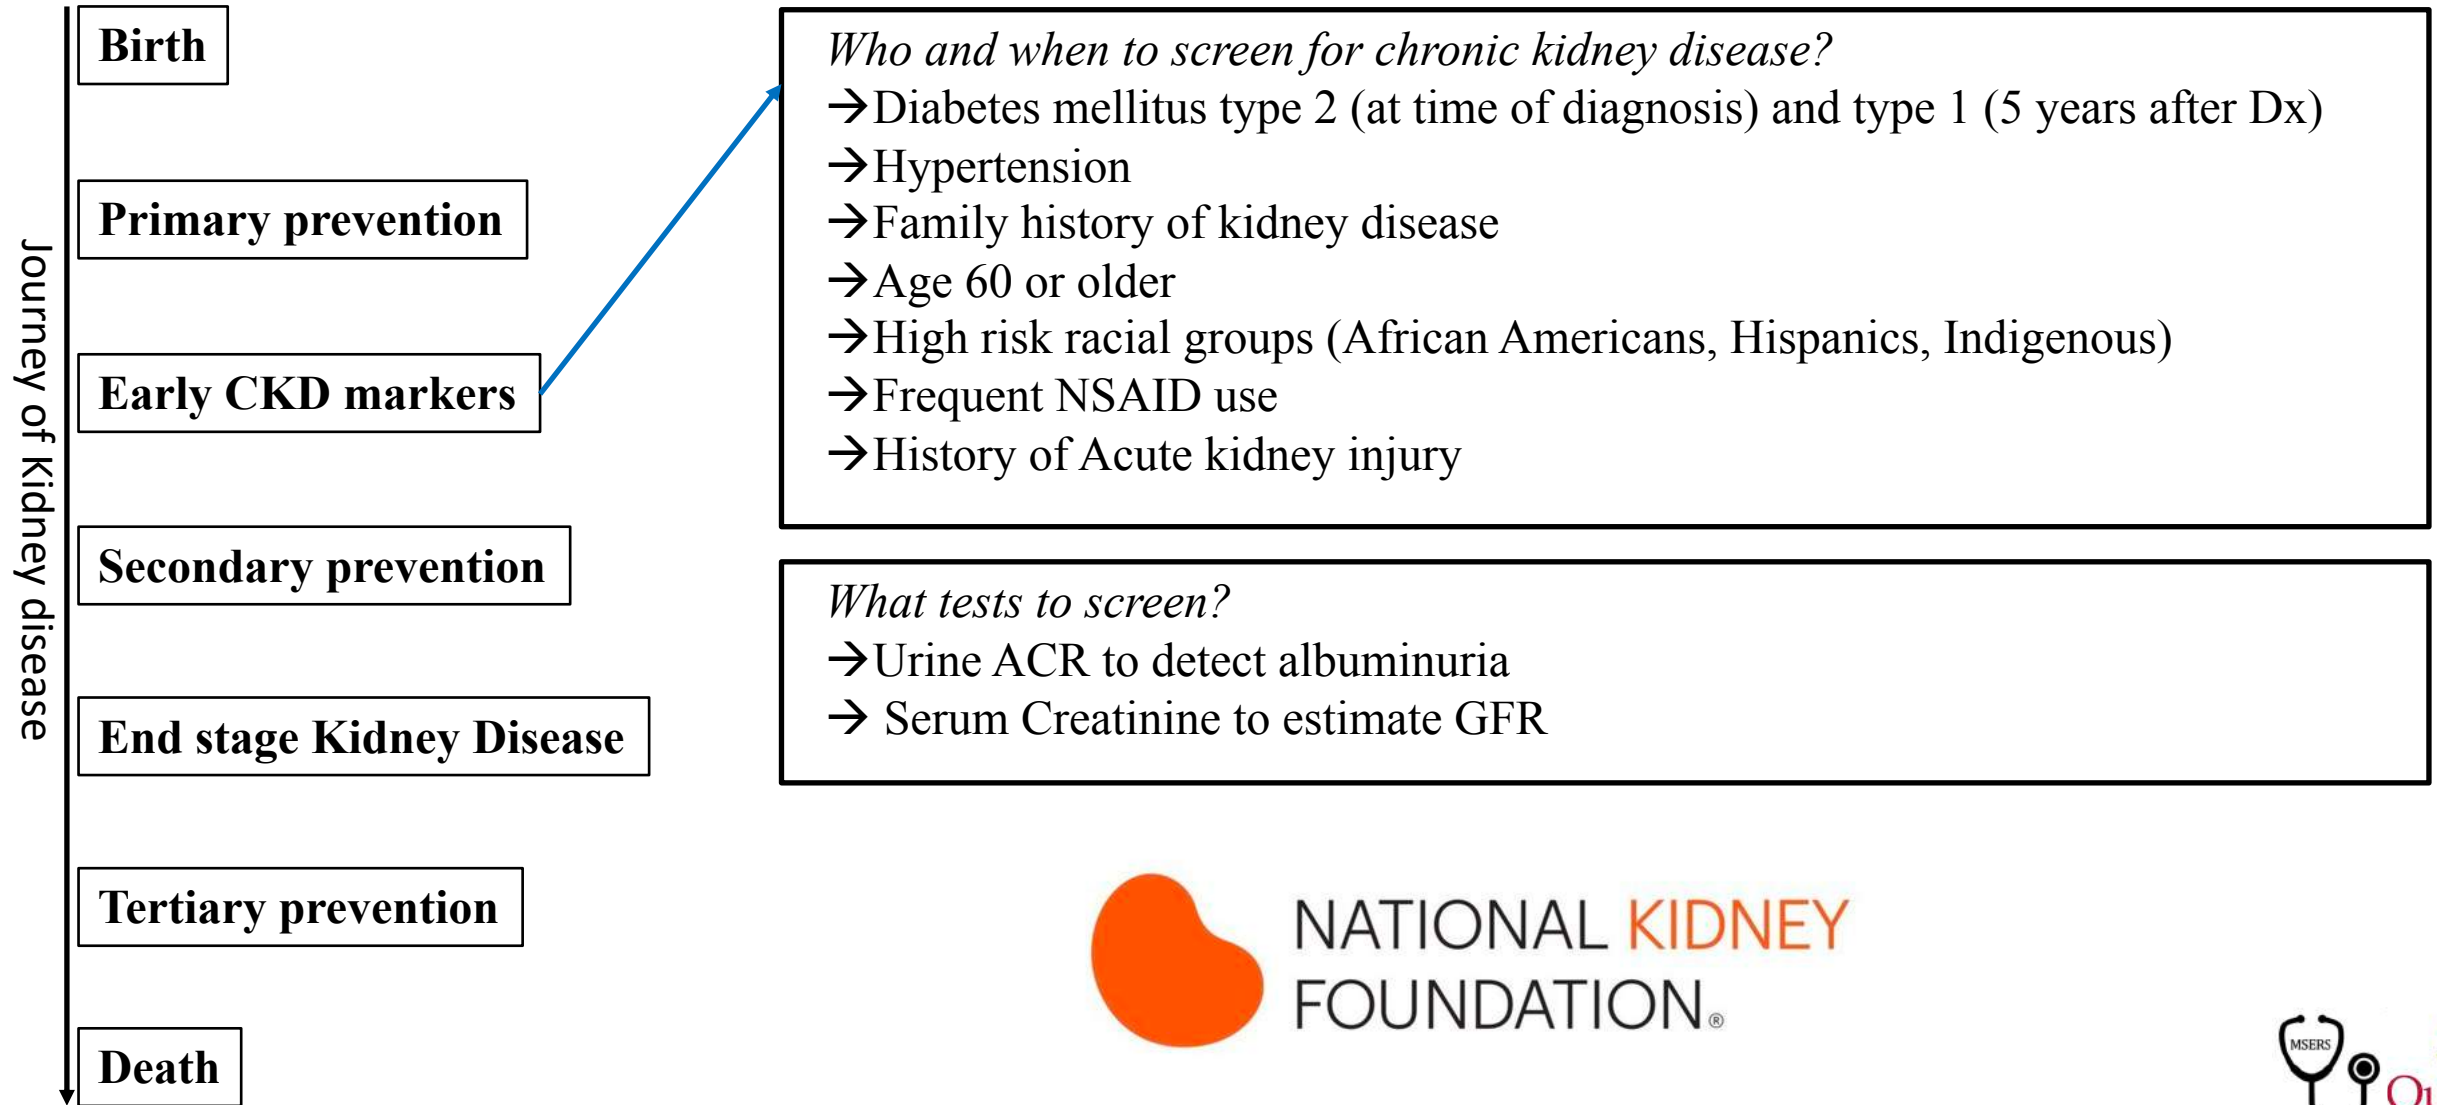 Journey of Kidney disease
Birth
Primary prevention
Early CKD markers
Secondary prevention
End stage Kidney Disease
Tertiary prevention
Death
Who and when to screen for chronic kidney disease?
→Diabetes mellitus type 2 (at time of diagnosis) and type 1 (5 years after Dx)
→Hypertension
→Family history of kidney disease
→Age 60 or older
→High risk racial groups (African Americans, Hispanics, Indigenous)
→Frequent NSAID use
→History of Acute kidney injury
What tests to screen?
→Urine ACR to detect albuminuria
→ Serum Creatinine to estimate GFR
NATIONAL KIDNEY
FOUNDATION®
MSERS